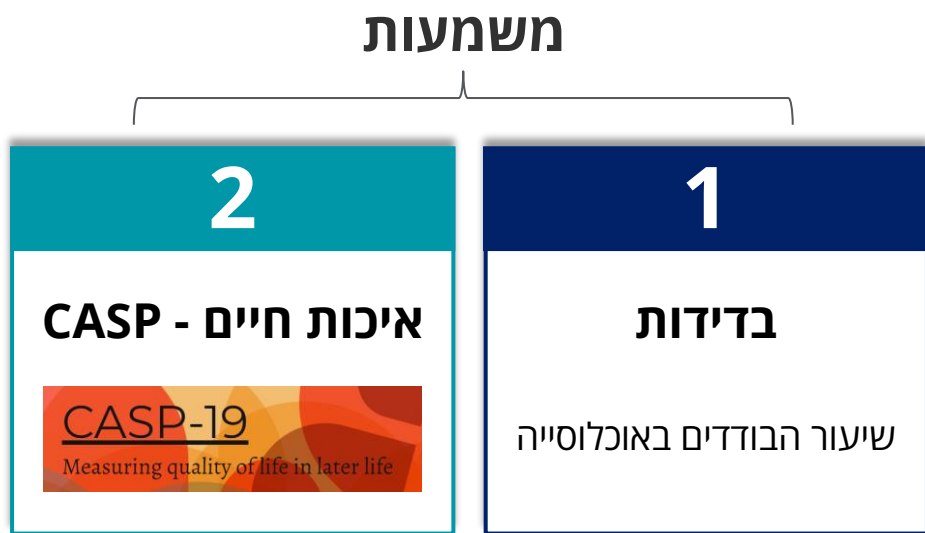 משמעות
1
בדידות
שיעור הבודדים באוכלוסייה
2
איכות חיים - CASP
CASP-19
Measuring quality of life in later life